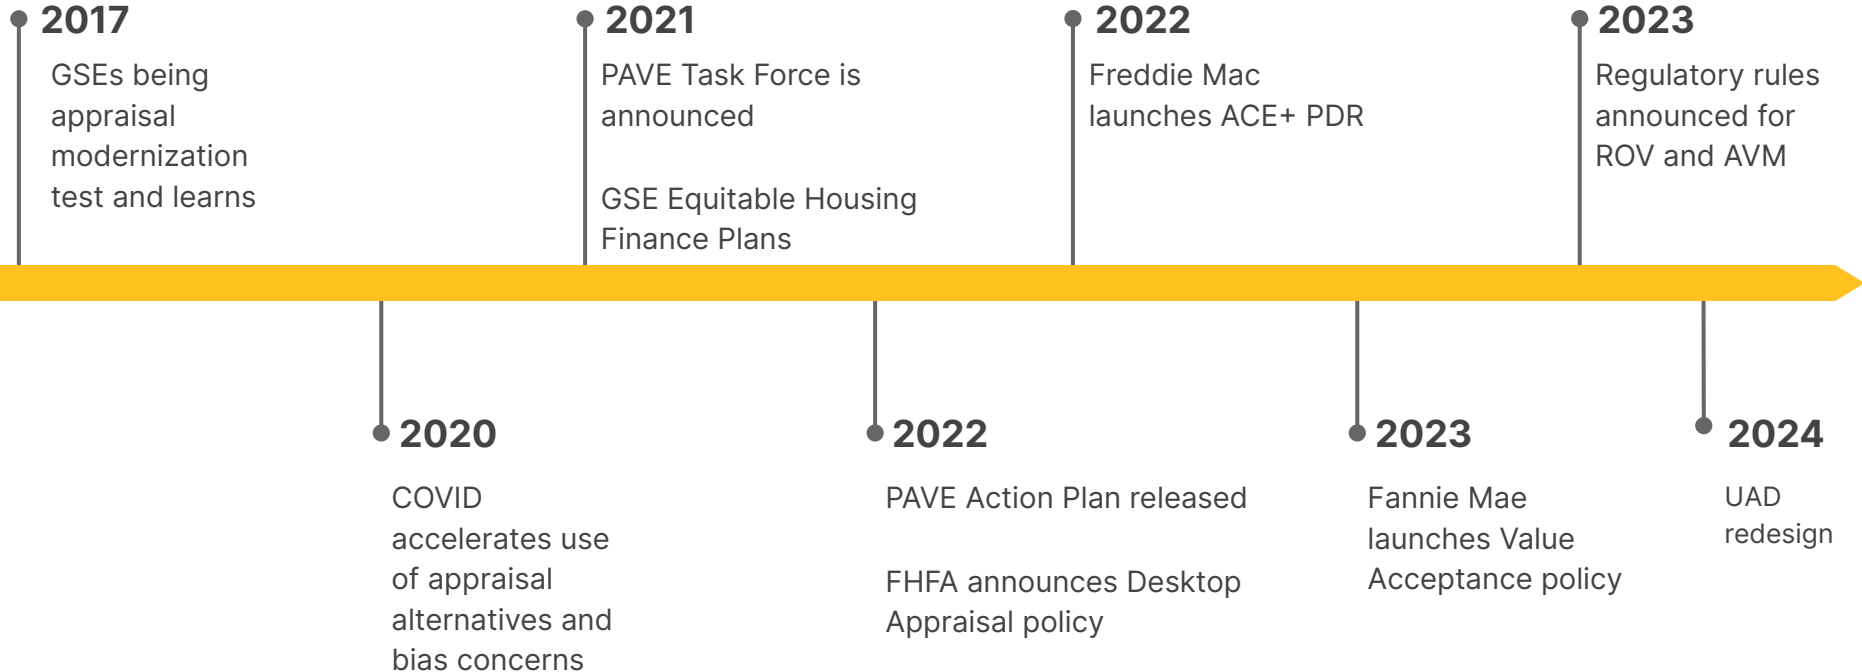 2017
GSEs being
appraisal
modernization
test and learns
2021
PAVE Task Force is
announced
GSE Equitable Housing
Finance Plans
2022
Freddie Mac
launches ACE+ PDR
2023
Regulatory rules
announced for
ROV and AVM
2020
COVID
accelerates use
of appraisal
alternatives and
bias concerns
2022
PAVE Action Plan released
FHFA announces Desktop
Appraisal policy
2023
Fannie Mae
launches Value
Acceptance policy
2024
UAD
redesign